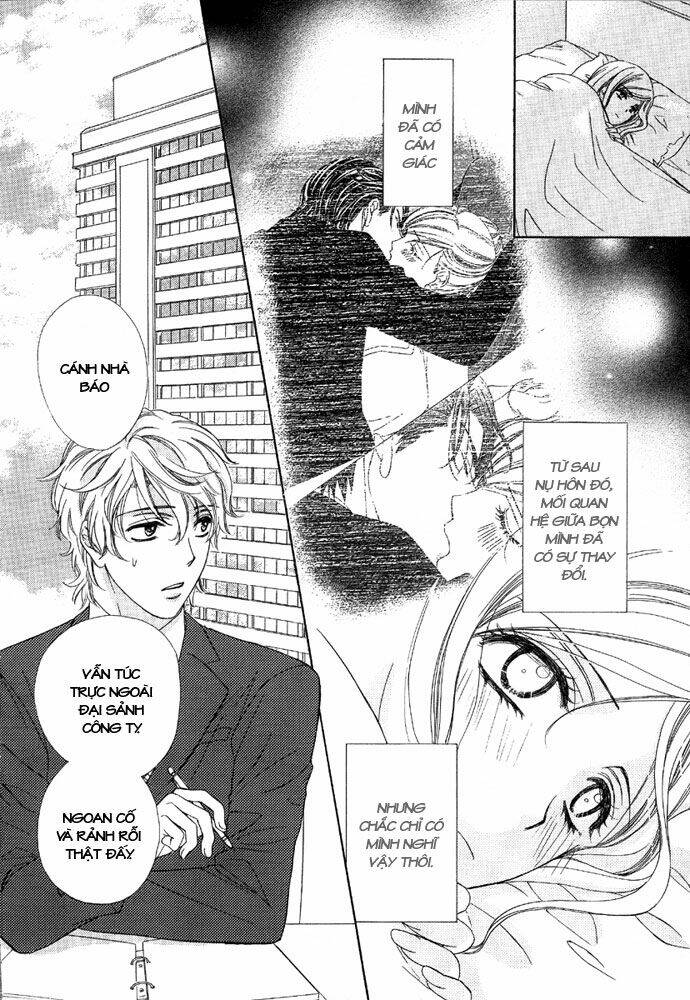 MÌNH
ĐÃ CÓ
CẢM
GIÁC
TỪ SAU
NỤ HÔN ĐÓ,
MỐI QUAN
HỆ GIỮA BỌN
MÌNH ĐÃ
CÓ SỰ THAY
ĐỔI.
NHƯNG
CHẮC CHỈ CÓ
MÌNH NGHĨ
VẬY THÔI.
CÁNH NHÀ
BÁO
VẪN TÚC
TRỰC NGOÀI
ĐẠI SẢNH
CÔNG TY.
NGOAN CỐ
VÀ RẢNH RỖI
THẬT ĐẤY.